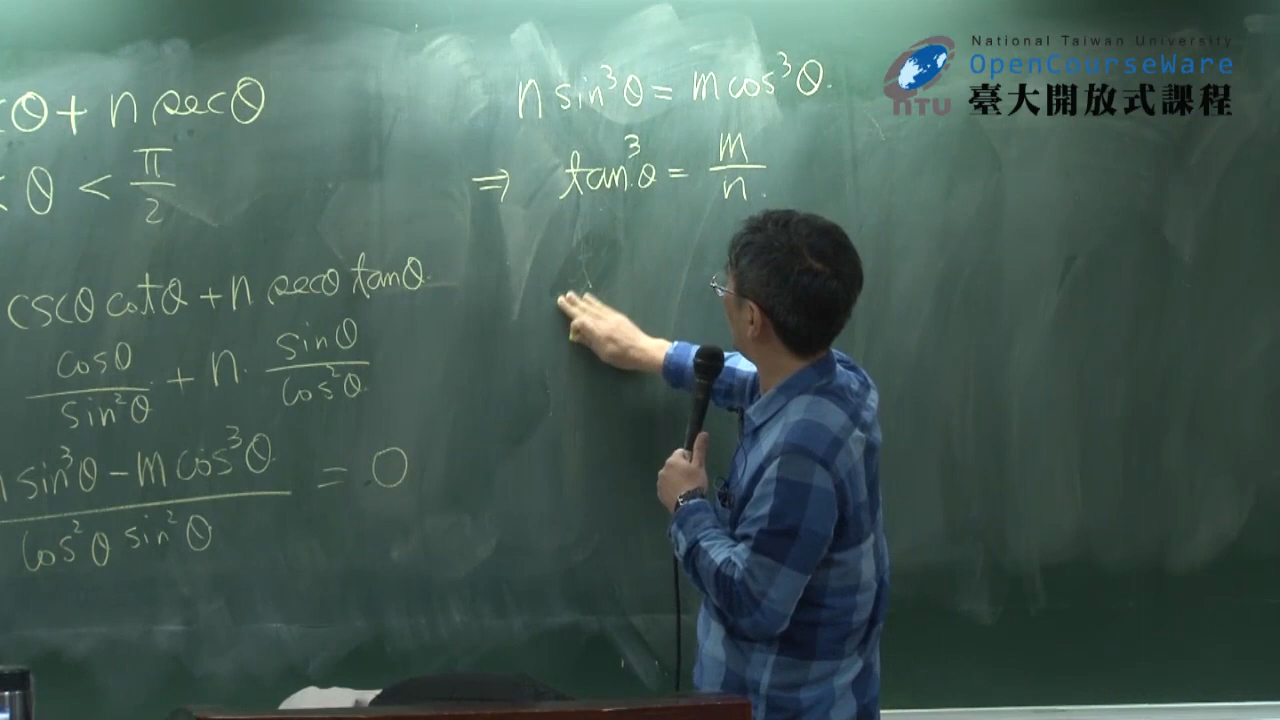 θ + n secθ
θ < π/2
cscθ cotθ + n secθ tanθ
cosθ/sin²θ + n · sinθ/cos²θ
sin³θ - m cos³θ/cos²θ sin²θ = 0
n sin³θ = m cos³θ.
⇒ tan³θ = m/n.
National Taiwan University
OpenCourseWare
NTU 臺大開放式課程